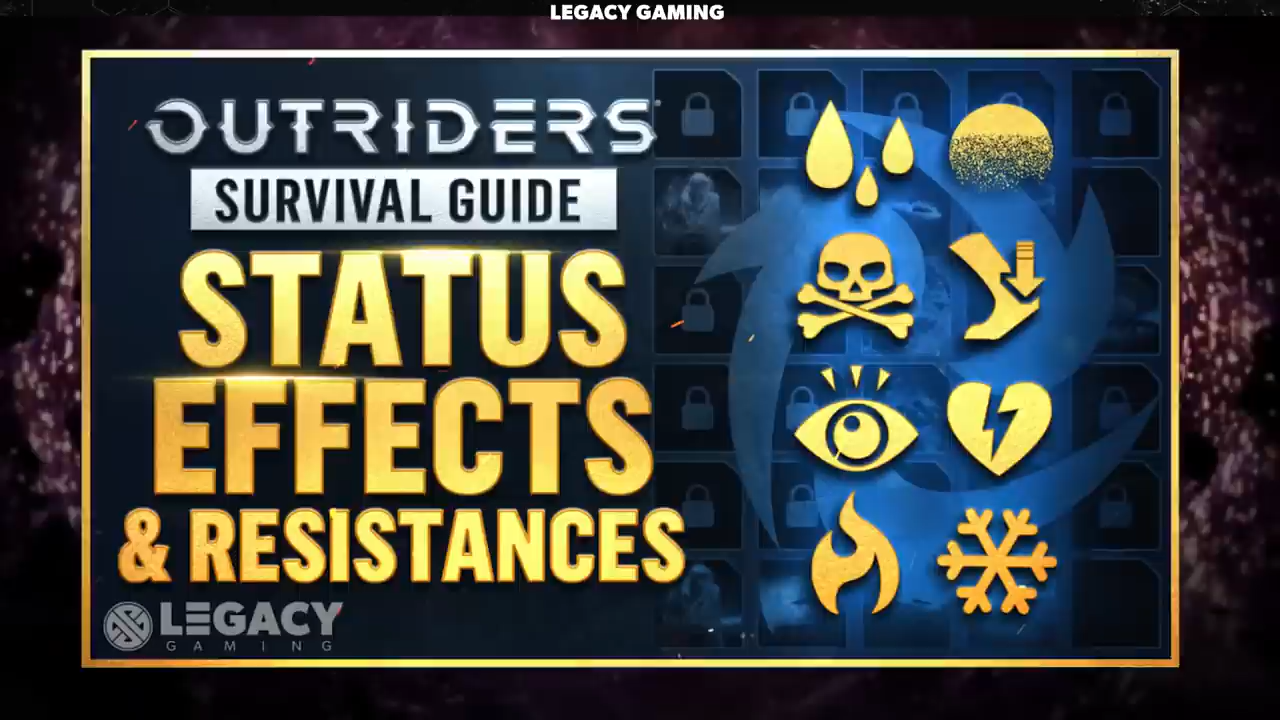 LEGACY GAMING
OUTRIDERS
SURVIVAL GUIDE
STATUS
EFFECTS
& RESISTANCES
LEGACY
GAMING